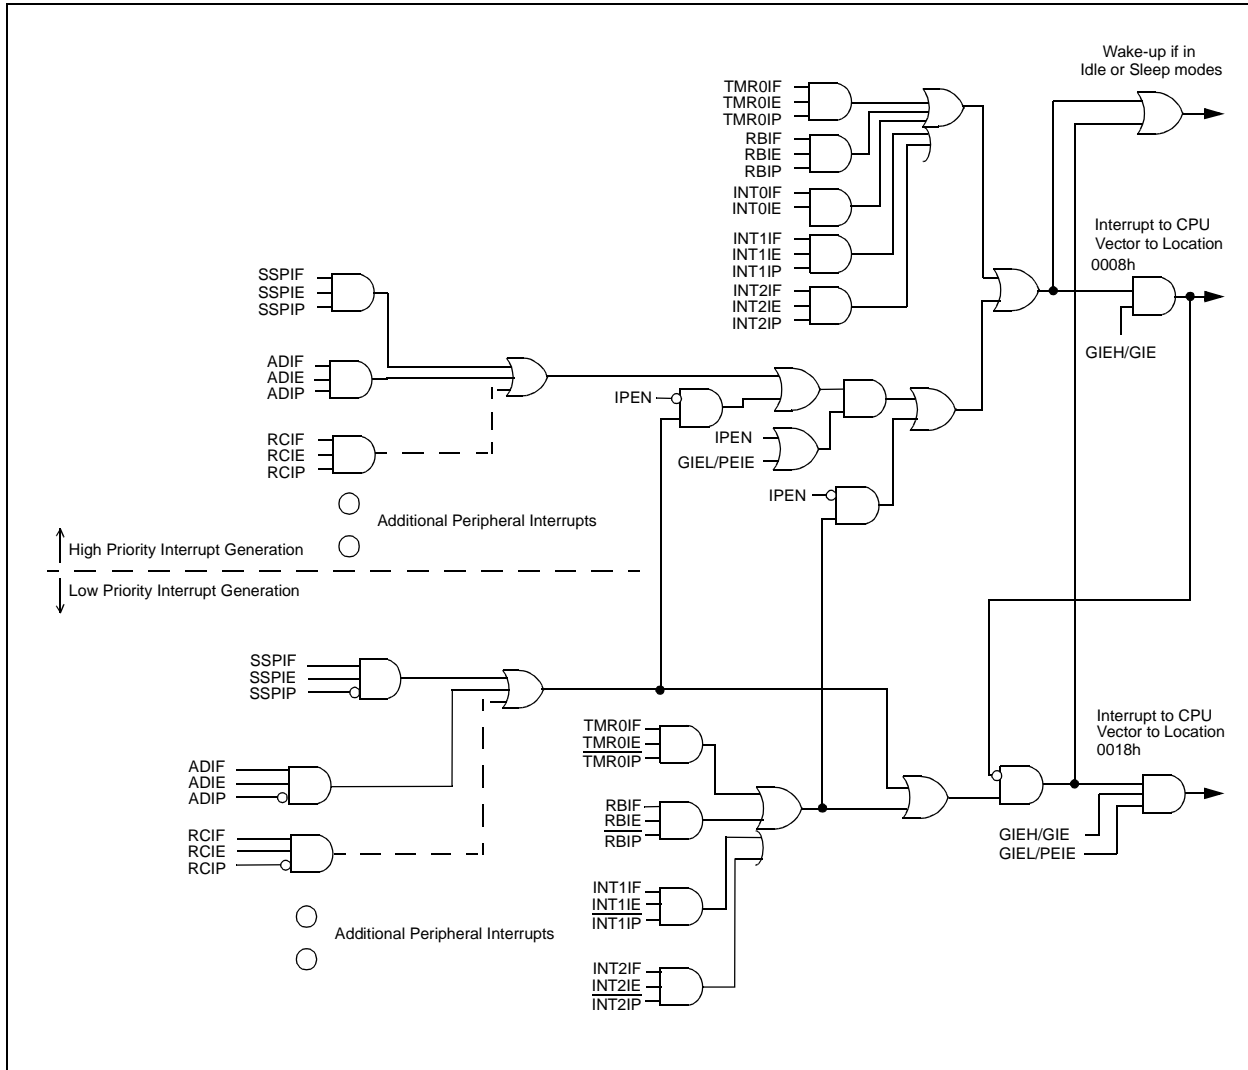 Wake-up if in
Idle or Sleep modes
TMR0IF
TMR0IE
TMR0IP
RBIF
RBIE
RBIP
INT0IF
INT0IE
INT1IF
INT1IE
INT1IP
INT2IF
INT2IE
INT2IP
Interrupt to CPU
Vector to Location
0008h
GIEH/GIE
SSPIF
SSPIE
SSPIP
ADIF
ADIE
ADIP
RCIF
RCIE
RCIP
IPEN
IPEN
GIEL/PEIE
IPEN
Additional Peripheral Interrupts
High Priority Interrupt Generation
Low Priority Interrupt Generation
SSPIF
SSPIE
SSPIP
ADIF
ADIE
ADIP
RCIF
RCIE
RCIP
Additional Peripheral Interrupts
TMR0IF
TMR0IE
TMR0IP
RBIF
RBIE
RBIP
INT1IF
INT1IE
INT1IP
INT2IF
INT2IE
INT2IP
Interrupt to CPU
Vector to Location
0018h
GIEH/GIE
GIEL/PEIE